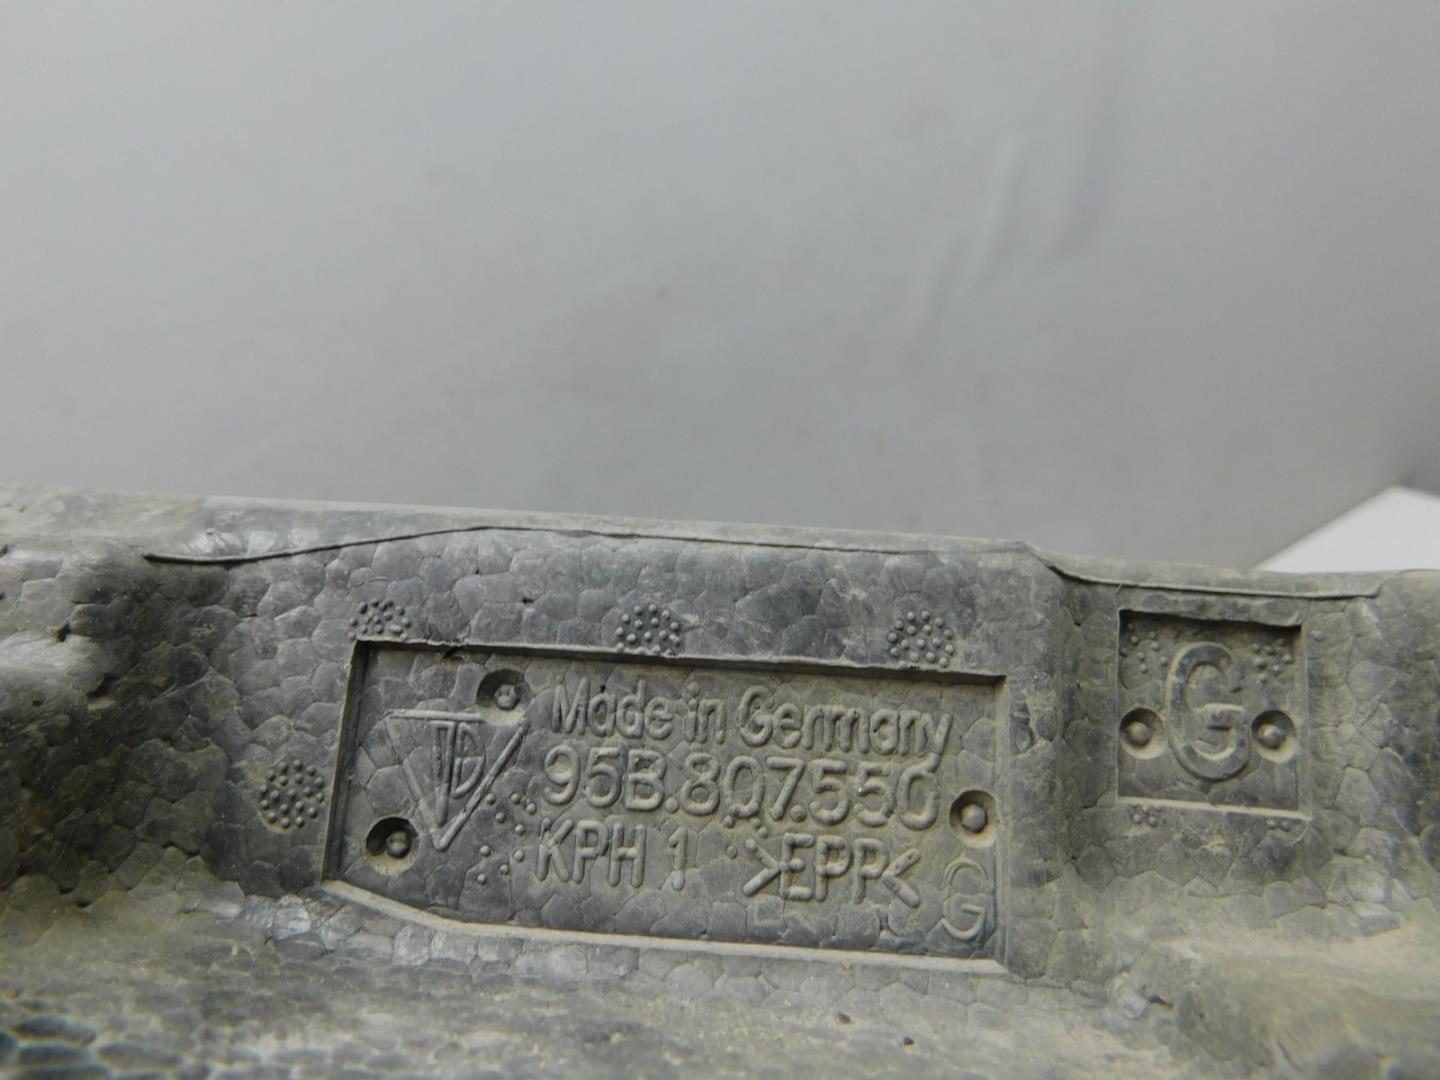 Made in Germany
95B.807.550
KPH 1 >EPP<
G
G